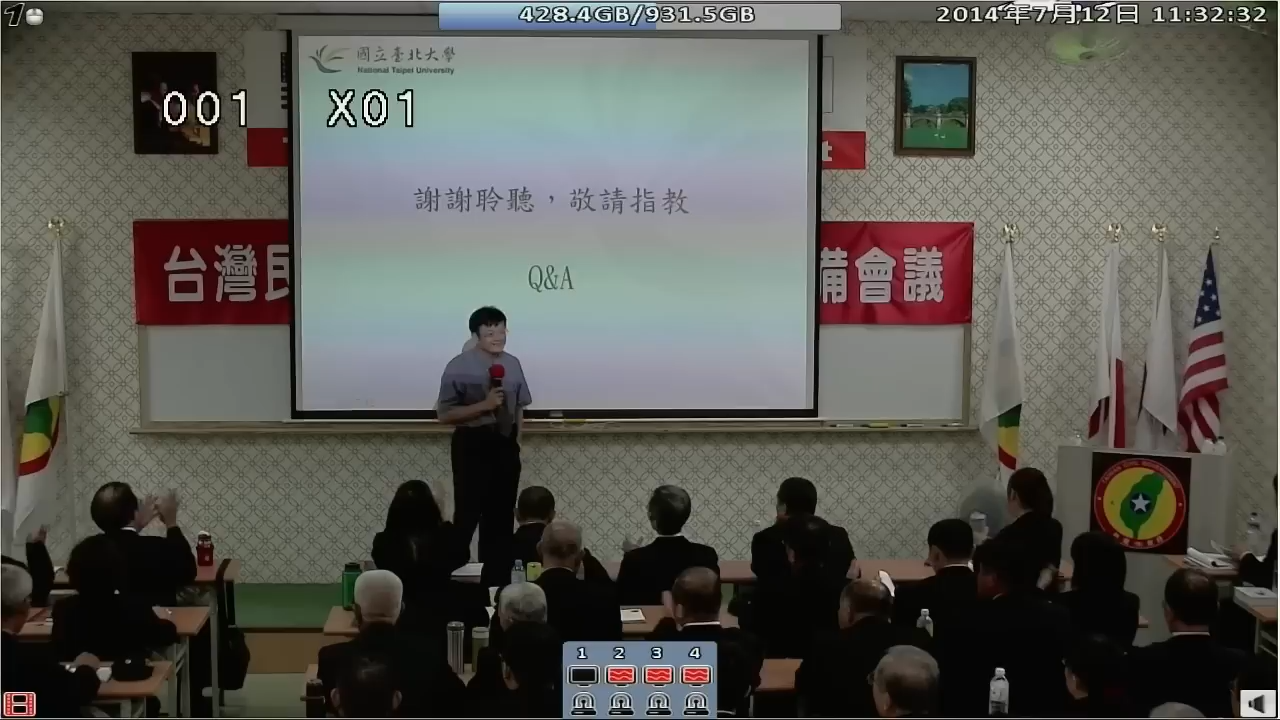 428.4GB/931.5GB
2014年7月12日 11:32:32
國立臺北大學
National Taipei University
001 X01
謝謝聆聽，敬請指教
台灣民
備會議
Q&A
1 2 3 4